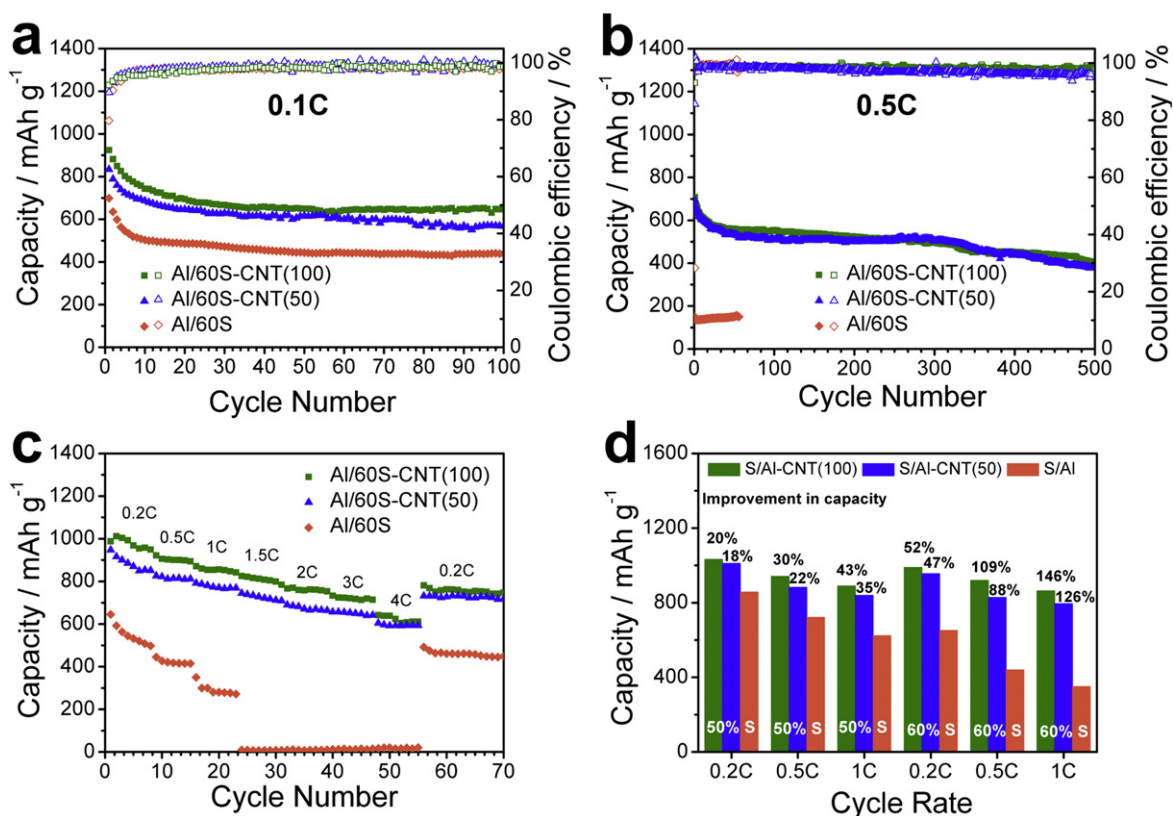 a
1400
1200
1000
800
600
400
200
0
Capacity / mAh g⁻¹
0.1C
Al/60S-CNT(100)
Al/60S-CNT(50)
Al/60S
100
80
60
40
20
0
Coulombic efficiency / %
0 10 20 30 40 50 60 70 80 90 100
Cycle Number
b
1400
1200
1000
800
600
400
200
0
Capacity / mAh g⁻¹
0.5C
Al/60S-CNT(100)
Al/60S-CNT(50)
Al/60S
100
80
60
40
20
0
Coulombic efficiency / %
0 100 200 300 400 500
Cycle Number
c
1400
1200
1000
800
600
400
200
0
Capacity / mAh g⁻¹
Al/60S-CNT(100)
Al/60S-CNT(50)
Al/60S
0.2C
0.5C
1C
1.5C
2C
3C
4C
0.2C
0 10 20 30 40 50 60 70
Cycle Number
d
1600
1200
800
400
0
Capacity / mAh g⁻¹
S/Al-CNT(100) S/Al-CNT(50) S/Al
Improvement in capacity
20%
18%
30%
22%
43%
35%
52%
47%
109%
88%
146%
126%
50% S
50% S
50% S
60% S
60% S
60% S
0.2C 0.5C 1C 0.2C 0.5C 1C
Cycle Rate